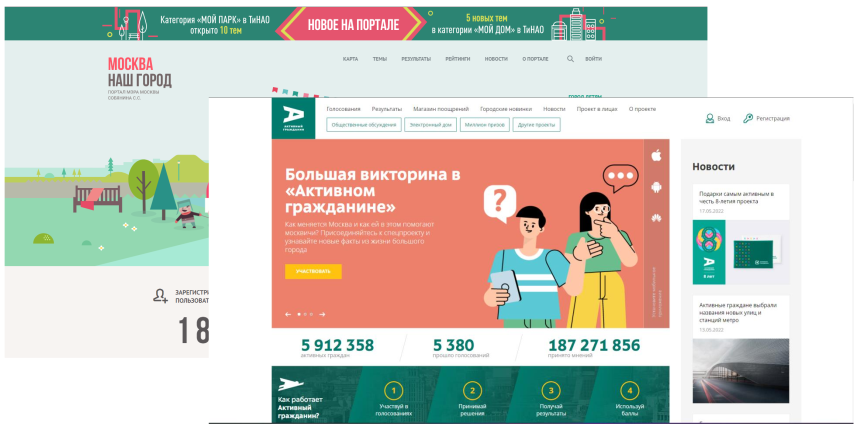 Категория «МОЙ ПАРК» в ТиНАО
открыто 10 тем
НОВОЕ НА ПОРТАЛЕ
5 новых тем
в категории «МОЙ ДОМ» в ТиНАО
МОСКВА
НАШ ГОРОД
ПОРТАЛ МЭРА МОСКВЫ
СОБЯНИНА С.С.
КАРТА ТЕМЫ РЕЗУЛЬТАТЫ РЕЙТИНГИ НОВОСТИ О ПОРТАЛЕ ВОЙТИ
ЗАРЕГИСТРИ
ПОЛЬЗОВАТ
18
АКТИВНЫЙ
ГРАЖДАНИН
Голосования Результаты Магазин поощрений Городские новинки Новости Проект в лицах О проекте
Общественные обсуждения Электронный дом Миллион призов Другие проекты
Вход Регистрация
Большая викторина в
«Активном
гражданине»
Как меняется Москва и как ей в этом помогают
москвичи? Присоединяйтесь к спецпроекту и
узнавайте новые факты из жизни большого
города
УЧАСТВОВАТЬ
?
5 912 358
активных граждан
5 380
прошло голосований
187 271 856
принято мнений
Как работает
Активный
гражданин?
1
Участвуй в
голосованиях
2
Принимай
решения
3
Получай
результаты
4
Используй
баллы
Новости
Подарки самым активным в
честь 8-летия проекта
17.05.2022
8 лет
Активные граждане выбрали
названия новых улиц и
станций метро
13.05.2022